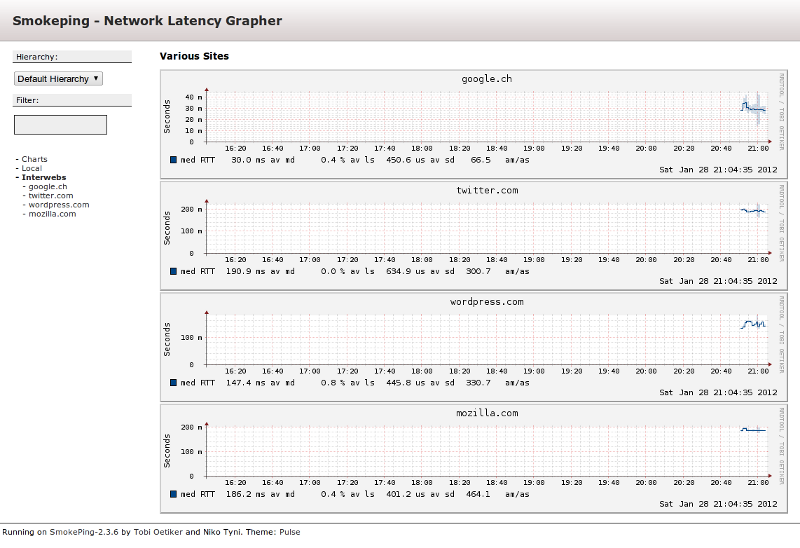 Smokeping - Network Latency Grapher
Hierarchy:
Default Hierarchy
Filter:
- Charts
- Local
- Interwebs
- google.ch
- twitter.com
- wordpress.com
- mozilla.com
Various Sites
google.ch
RRDTOOL / TOBI OETIKER
Seconds
40 m
30 m
20 m
10 m
0
16:20 16:40 17:00 17:20 17:40 18:00 18:20 18:40 19:00 19:20 19:40 20:00 20:20 20:40 21:00
med RTT 30.0 ms av md 0.4 % av ls 450.6 us av sd 66.5 am/as
Sat Jan 28 21:04:35 2012
twitter.com
RRDTOOL / TOBI OETIKER
Seconds
200 m
100 m
0
16:20 16:40 17:00 17:20 17:40 18:00 18:20 18:40 19:00 19:20 19:40 20:00 20:20 20:40 21:00
med RTT 190.9 ms av md 0.0 % av ls 634.9 us av sd 300.7 am/as
Sat Jan 28 21:04:35 2012
wordpress.com
RRDTOOL / TOBI OETIKER
Seconds
100 m
0
16:20 16:40 17:00 17:20 17:40 18:00 18:20 18:40 19:00 19:20 19:40 20:00 20:20 20:40 21:00
med RTT 147.4 ms av md 0.8 % av ls 445.8 us av sd 330.7 am/as
Sat Jan 28 21:04:35 2012
mozilla.com
RRDTOOL / TOBI OETIKER
Seconds
200 m
100 m
0
16:20 16:40 17:00 17:20 17:40 18:00 18:20 18:40 19:00 19:20 19:40 20:00 20:20 20:40 21:00
med RTT 186.2 ms av md 0.4 % av ls 401.2 us av sd 464.1 am/as
Sat Jan 28 21:04:35 2012
Running on SmokePing-2.3.6 by Tobi Oetiker and Niko Tyni. Theme: Pulse